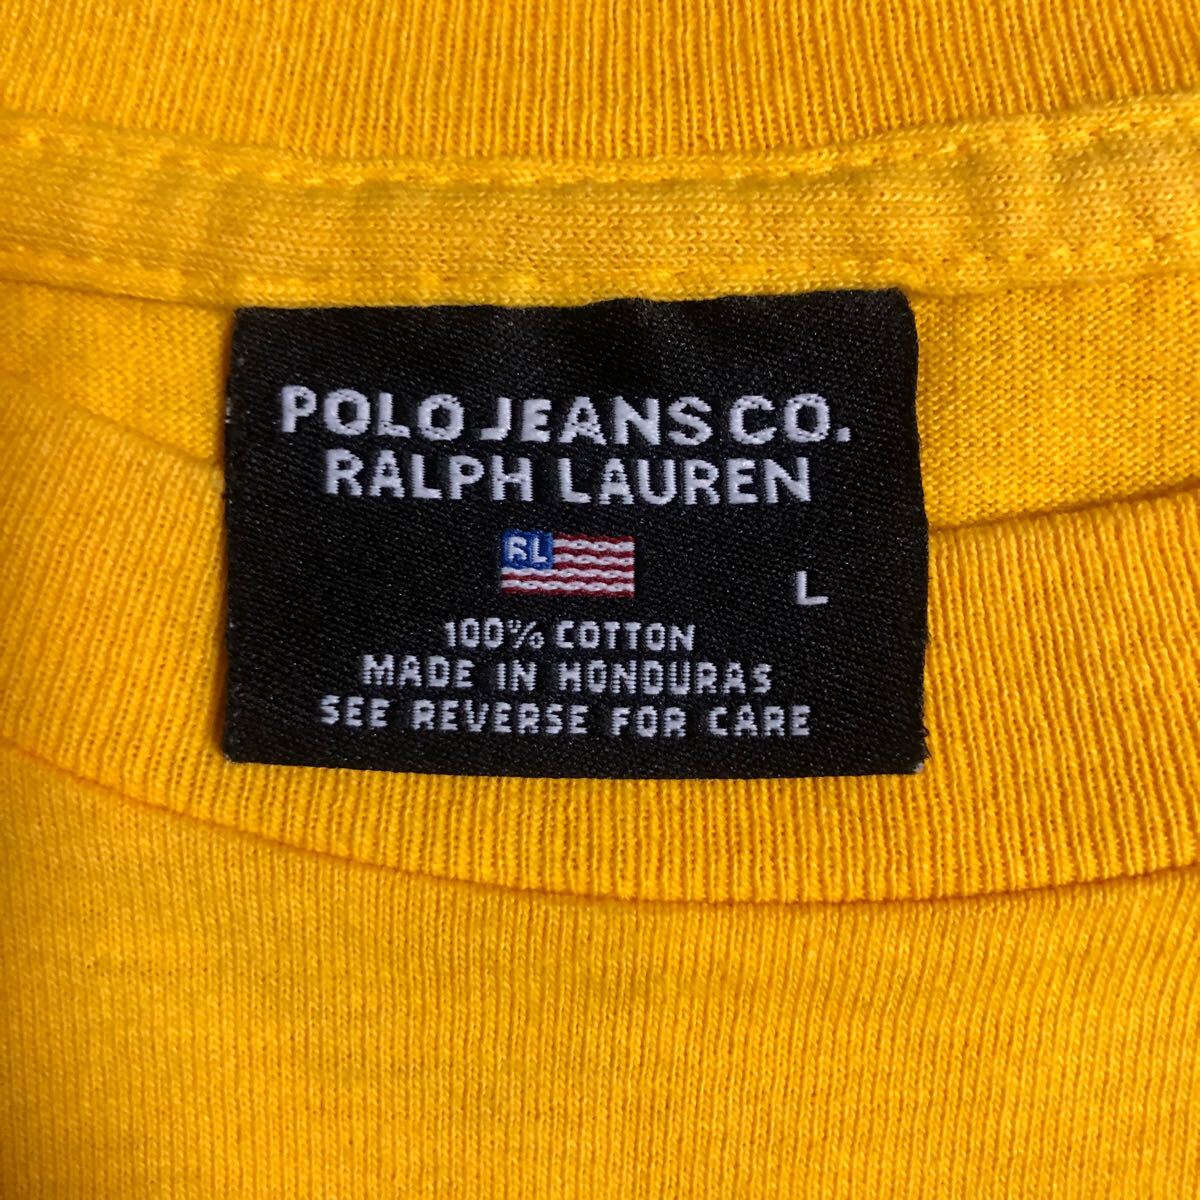 POLO JEANS CO.
RALPH LAUREN
RL
L
100% COTTON
MADE IN HONDURAS
SEE REVERSE FOR CARE